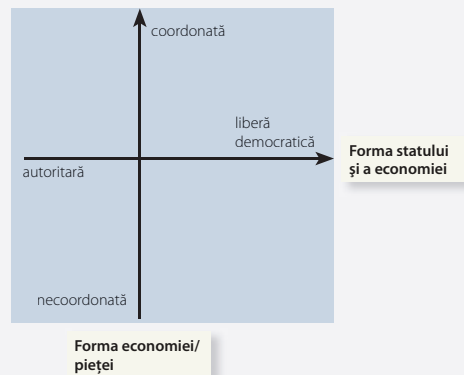 coordonată
liberă
democratică
Forma statului
și a economiei
autoritară
necoordonată
Forma economiei/
pieței